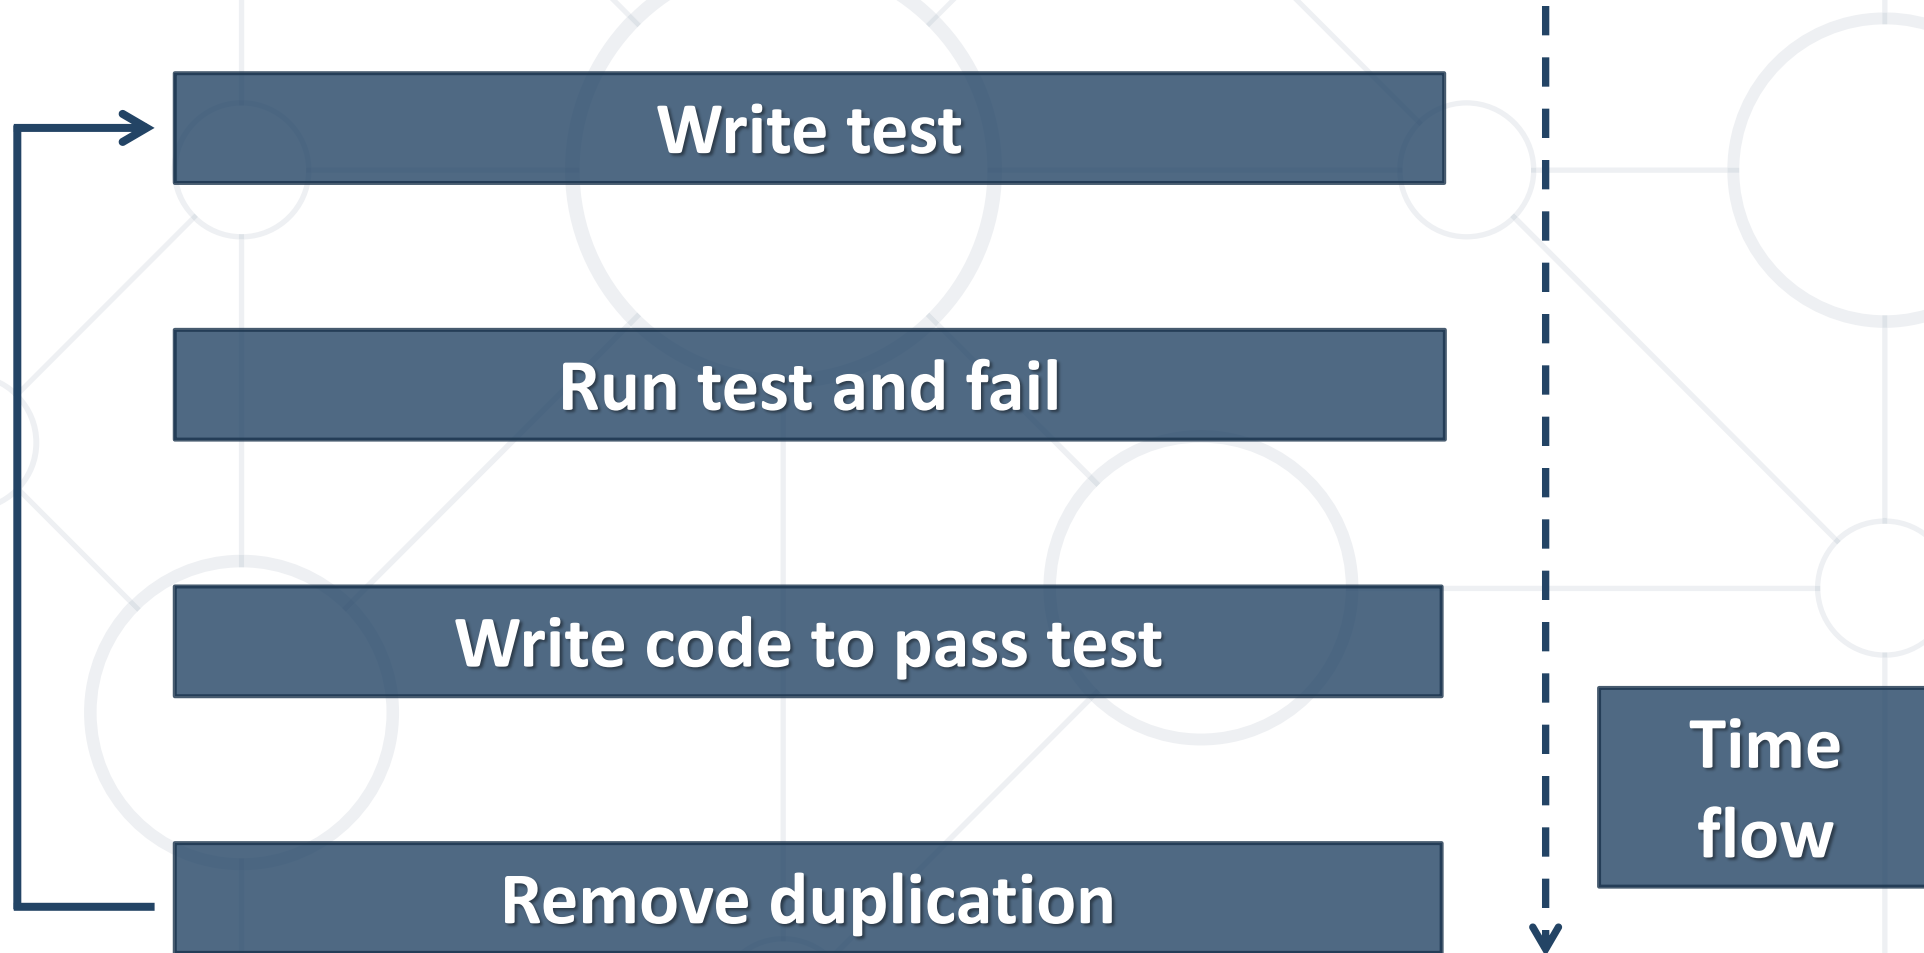 Write test
Run test and fail
Write code to pass test
Time
flow
Remove duplication